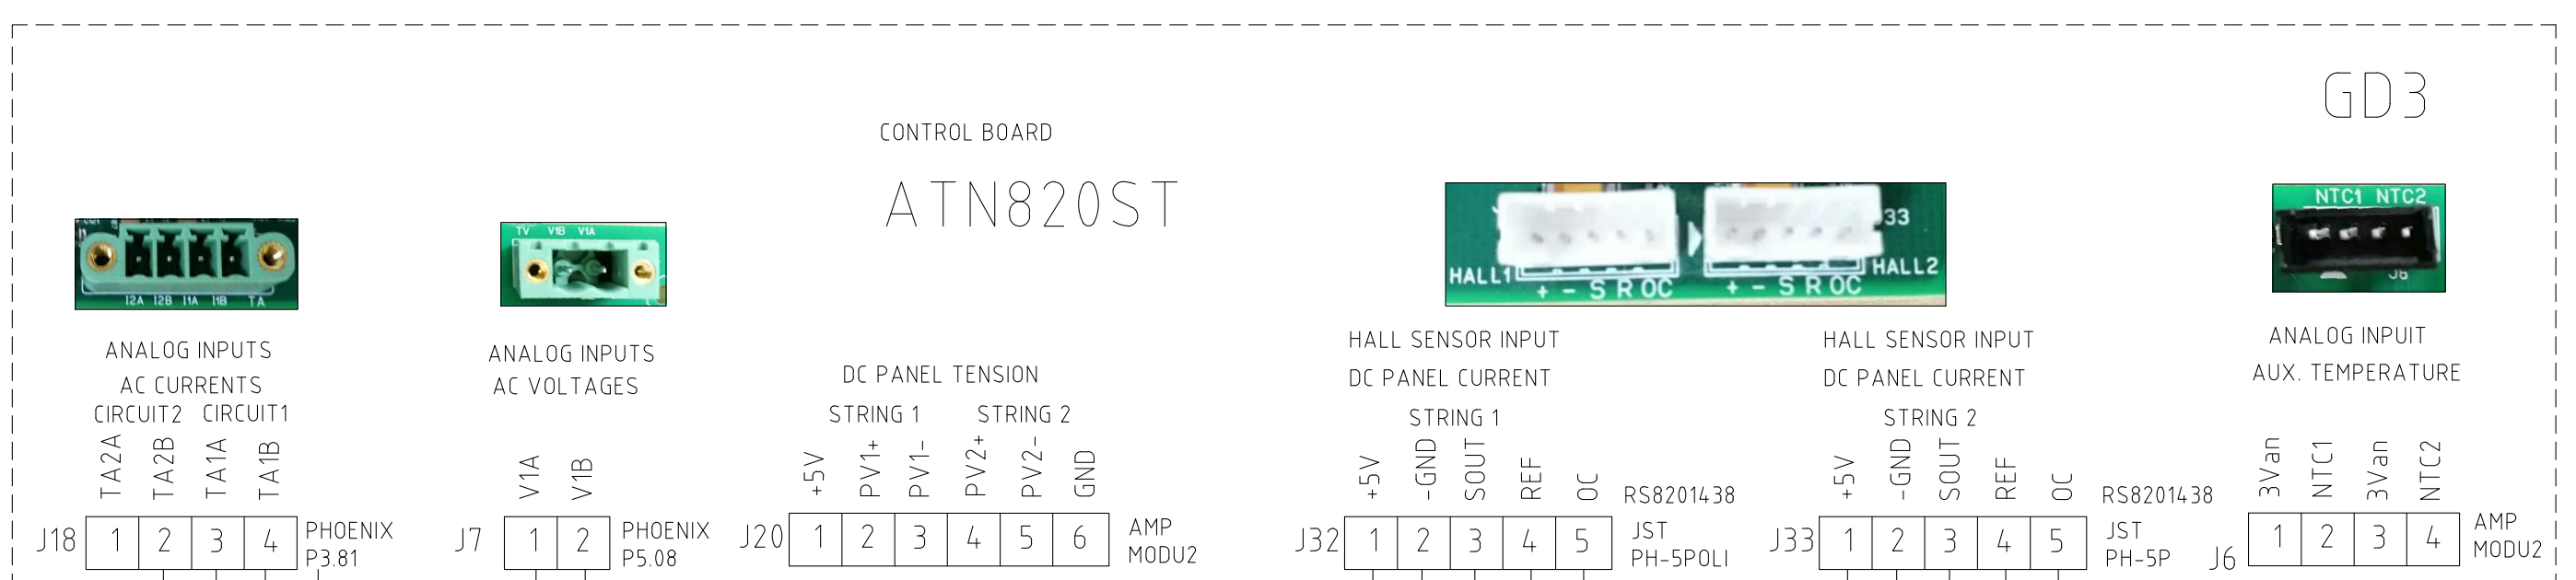 GD3
CONTROL BOARD
ATN820ST
I2A I2B I1A I1B TA
TV V1B V1A
HALL1
+ - S R OC
33
HALL2
+ - S R OC
NTC1 NTC2
J6
ANALOG INPUTS
AC CURRENTS
CIRCUIT2 CIRCUIT1
TA2A TA2B TA1A TA1B
J18 1 2 3 4
PHOENIX
P3.81
ANALOG INPUTS
AC VOLTAGES
V1A V1B
J7 1 2
PHOENIX
P5.08
DC PANEL TENSION
STRING 1 STRING 2
+5V PV1+ PV1- PV2+ PV2- GND
J20 1 2 3 4 5 6
AMP
MODU2
HALL SENSOR INPUT
DC PANEL CURRENT
STRING 1
+5V -GND SOUT REF OC
RS8201438
J32 1 2 3 4 5
JST
PH-5POLI
HALL SENSOR INPUT
DC PANEL CURRENT
STRING 2
+5V -GND SOUT REF OC
RS8201438
J33 1 2 3 4 5
JST
PH-5P
ANALOG INPUIT
AUX. TEMPERATURE
3Van NTC1 3Van NTC2
J6 1 2 3 4
AMP
MODU2